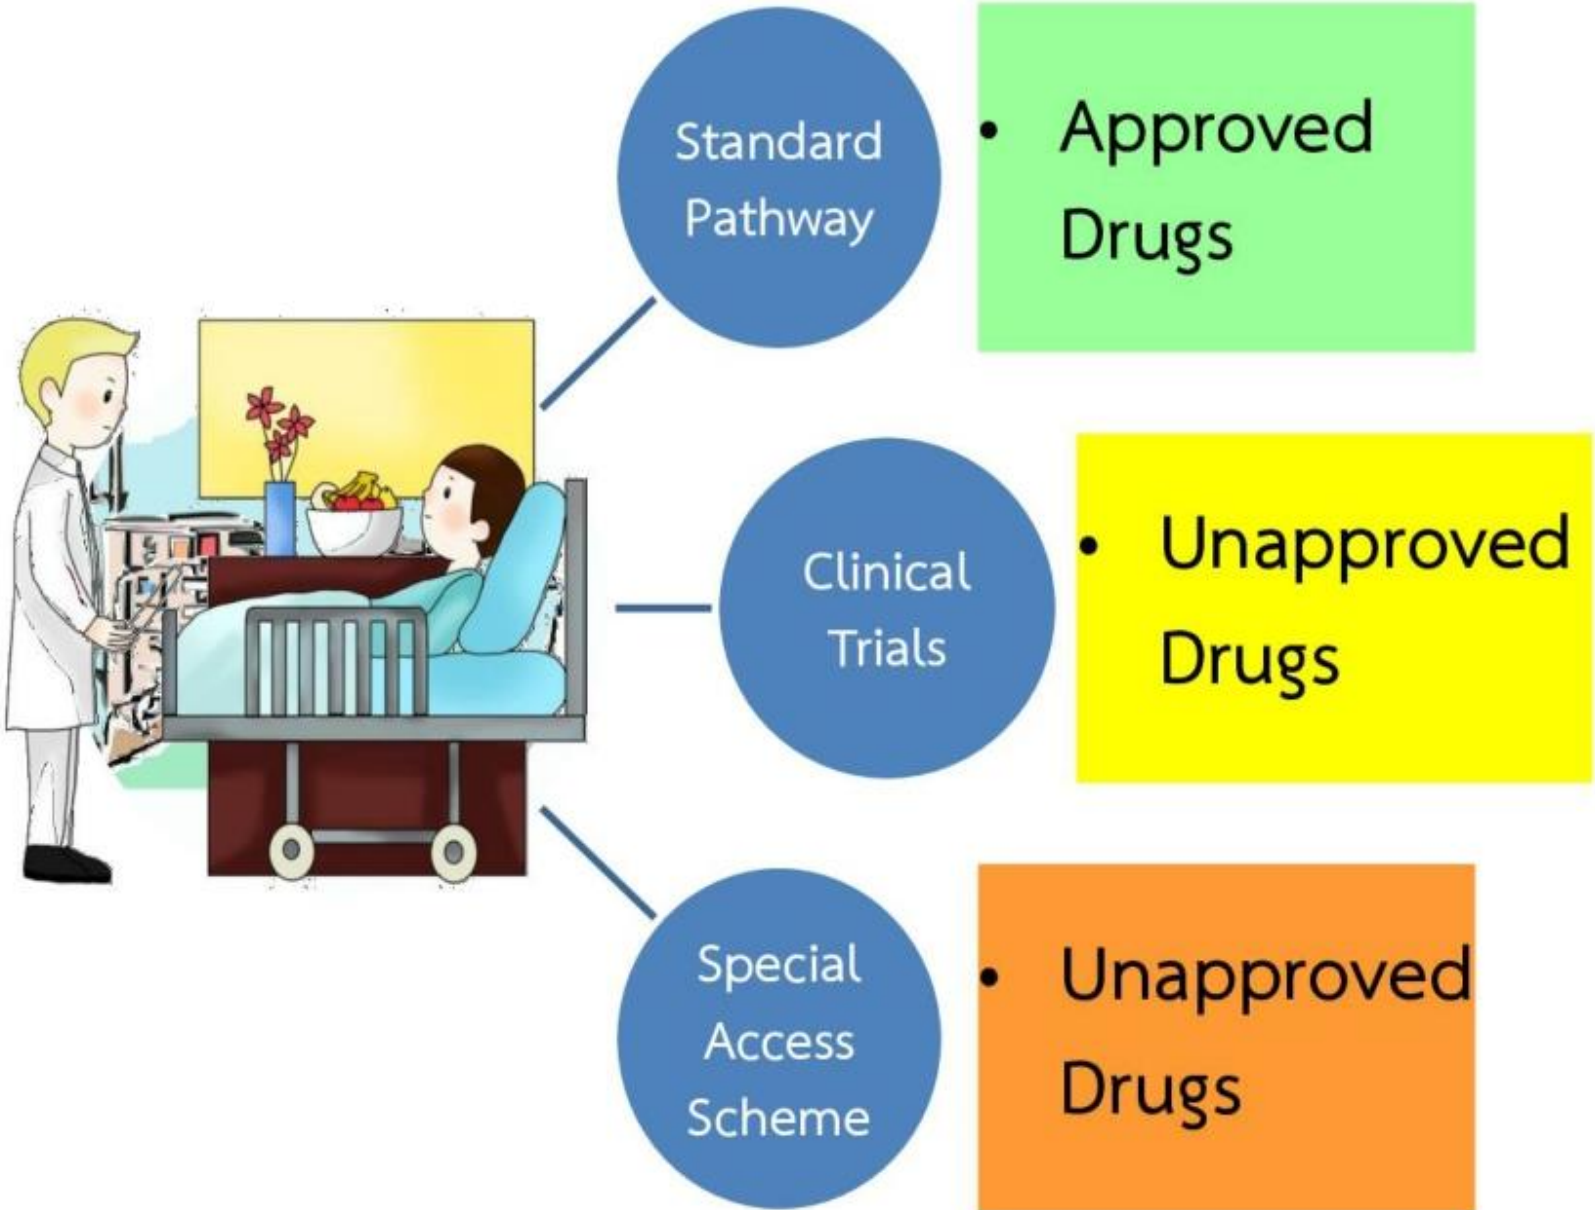 Standard
Pathway
• Approved
Drugs
Clinical
Trials
• Unapproved
Drugs
Special
Access
Scheme
• Unapproved
Drugs